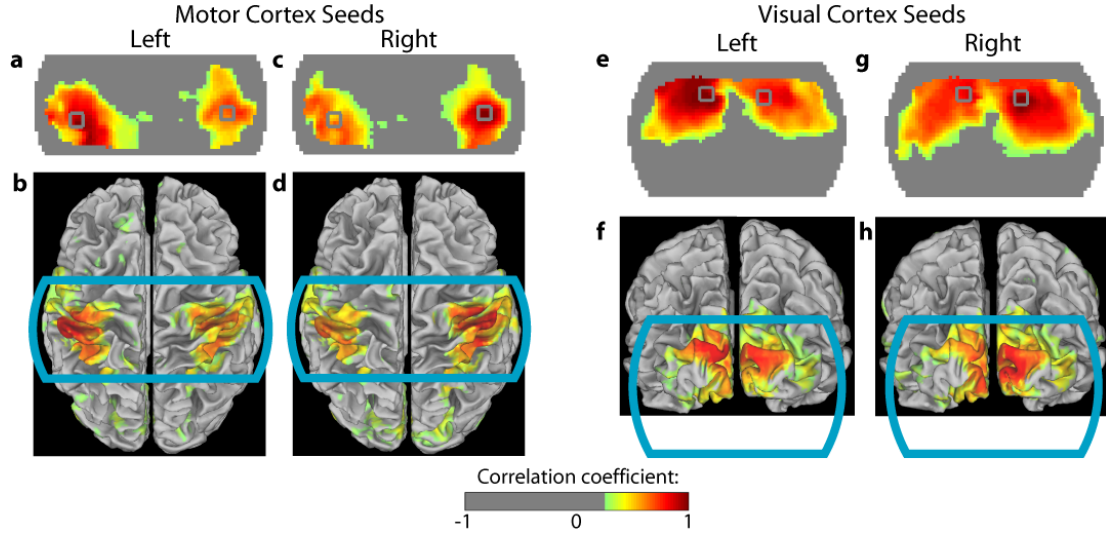 Motor Cortex Seeds
Visual Cortex Seeds
Left
Right
Left
Right
a
c
e
g
b
d
f
h
Correlation coefficient:
-1
0
1